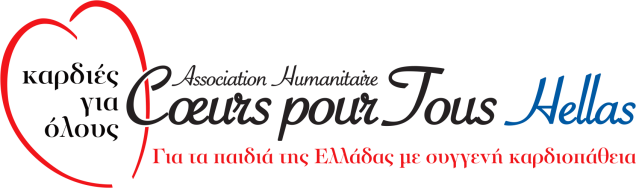 καρδιές
για
όλους
Association Humanitaire
Cœurs pour Tous Hellas
Για τα παιδιά της Ελλάδας με συγγενή καρδιοπάθεια